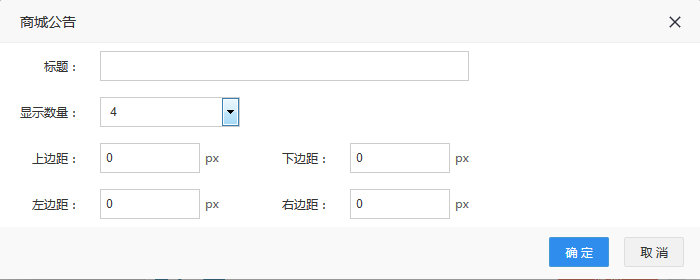 商城公告
标题：
显示数量： 4
上边距： 0 px 下边距： 0 px
左边距： 0 px 右边距： 0 px
确 定 取 消